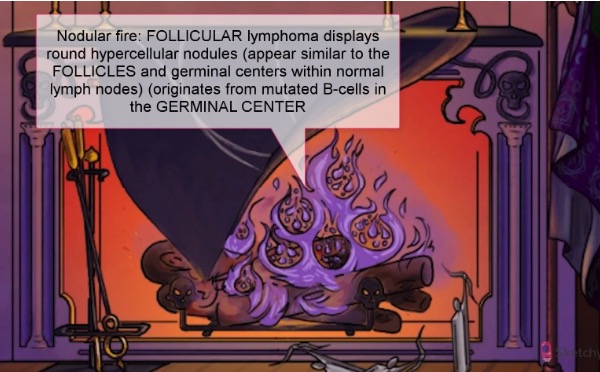 Nodular fire: FOLLICULAR lymphoma displays
round hypercellular nodules (appear similar to the
FOLLICLES and germinal centers within normal
lymph nodes) (originates from mutated B-cells in
the GERMINAL CENTER
Sketchy